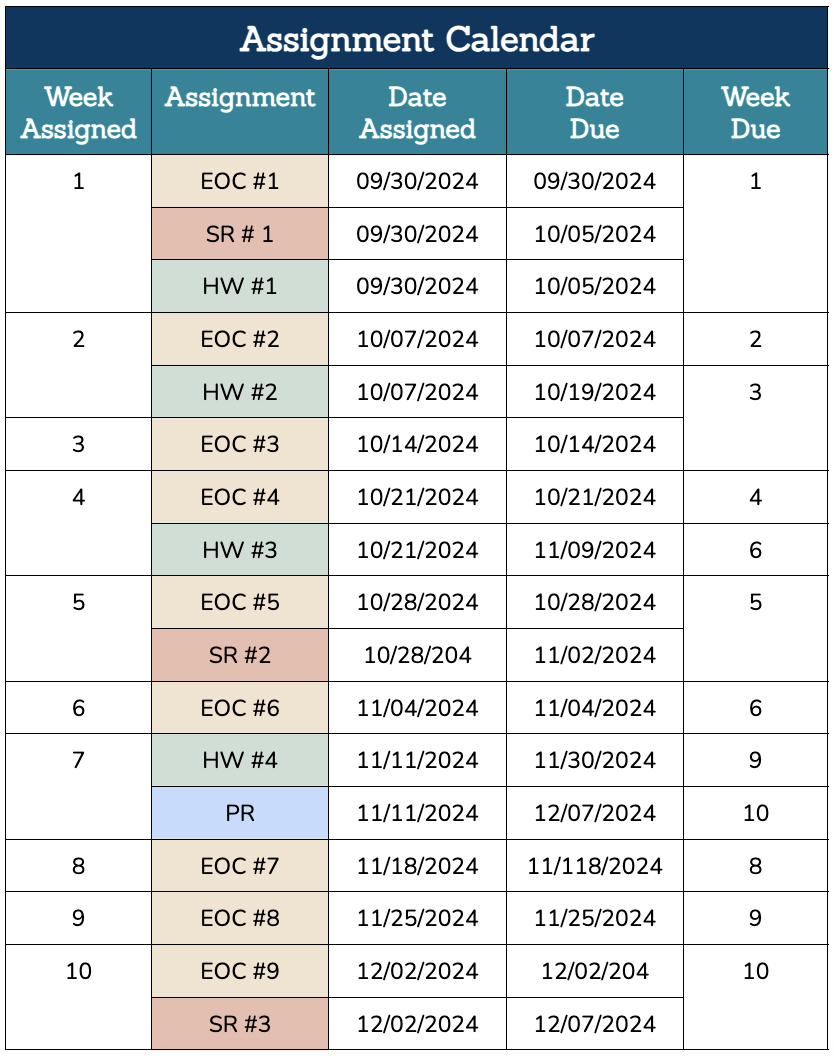 Assignment Calendar
Week Assigned Assignment Date Assigned Date Due Week Due
1 EOC #1 09/30/2024 09/30/2024 1
SR # 1 09/30/2024 10/05/2024
HW #1 09/30/2024 10/05/2024
2 EOC #2 10/07/2024 10/07/2024 2
HW #2 10/07/2024 10/19/2024 3
3 EOC #3 10/14/2024 10/14/2024
4 EOC #4 10/21/2024 10/21/2024 4
HW #3 10/21/2024 11/09/2024 6
5 EOC #5 10/28/2024 10/28/2024 5
SR #2 10/28/204 11/02/2024
6 EOC #6 11/04/2024 11/04/2024 6
7 HW #4 11/11/2024 11/30/2024 9
PR 11/11/2024 12/07/2024 10
8 EOC #7 11/18/2024 11/118/2024 8
9 EOC #8 11/25/2024 11/25/2024 9
10 EOC #9 12/02/2024 12/02/204 10
SR #3 12/02/2024 12/07/2024